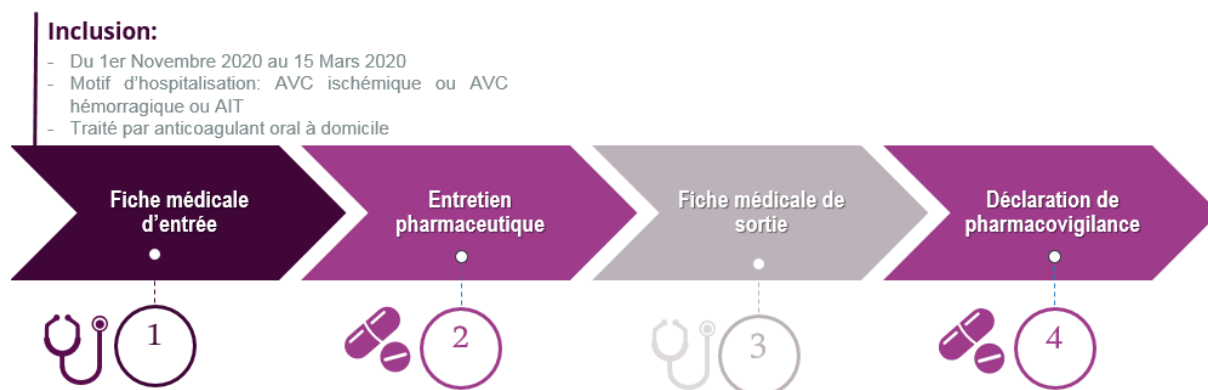 Inclusion:
- Du 1er Novembre 2020 au 15 Mars 2020
- Motif d’hospitalisation: AVC ischémique ou AVC
hémorragique ou AIT
- Traité par anticoagulant oral à domicile
Fiche médicale
d’entrée
Entretien
pharmaceutique
Fiche médicale de
sortie
Déclaration de
pharmacovigilance
1
2
3
4